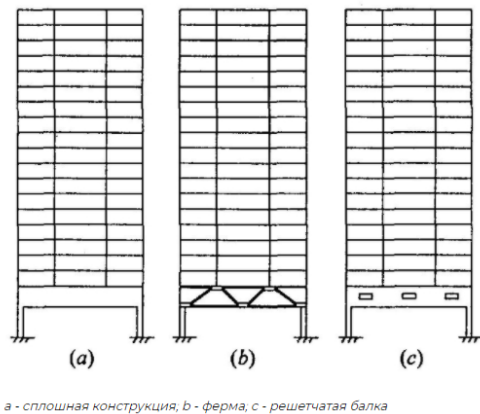 (a) (b) (c)
a - сплошная конструкция; b - ферма; c - решетчатая балка